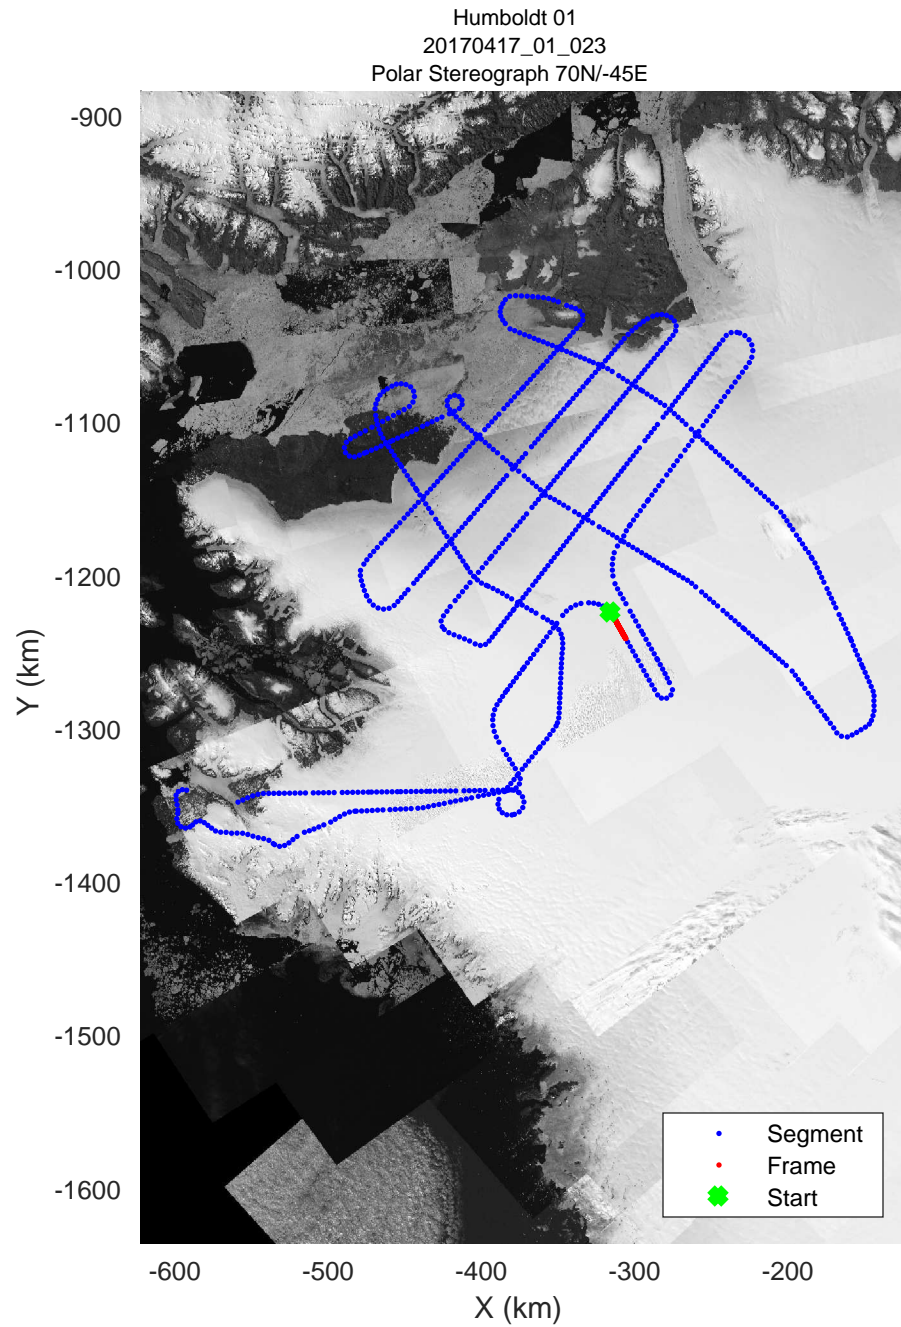 Humboldt 01
20170417_01_023
Polar Stereograph 70N/-45E
-900
-1000
-1100
-1200
-1300
-1400
-1500
-1600
Y (km)
Segment
Frame
Start
-600 -500 -400 -300 -200
X (km)